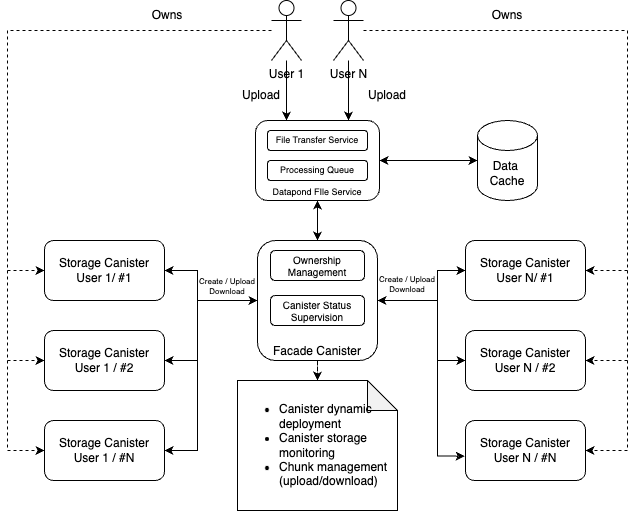 Owns
Owns
User 1
User N
Upload
Upload
File Transfer Service
Processing Queue
Datapond FIle Service
Data
Cache
Storage Canister
User 1/ #1
Storage Canister
User 1 / #2
Storage Canister
User 1 / #N
Create / Upload
Download
Ownership
Management
Canister Status
Supervision
Facade Canister
Create / Upload
Download
Storage Canister
User N/ #1
Storage Canister
User N / #2
Storage Canister
User N / #N
• Canister dynamic
deployment
• Canister storage
monitoring
• Chunk management
(upload/download)